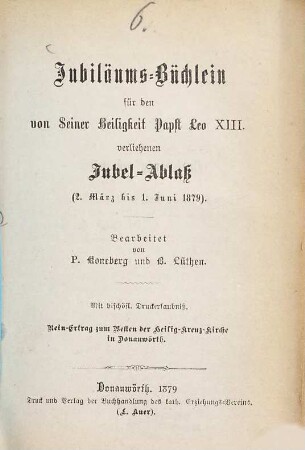 6.
Jubiläums-Büchlein
für den
von Seiner Heiligkeit Papst Leo XIII.
verliehenen
Jubel-Ablaß
(2. März bis 1. Juni 1879).
Bearbeitet
von
P. Koneberg und B. Lüthen.
Mit bischöfl. Druckerlaubniß.
Rein-Ertrag zum Besten der Heilig-Kreuz-Kirche
in Donauwörth.
Donauwörth, 1879
Druck und Verlag der Buchhandlung des kath. Erziehungs-Vereins.
(L. Auer).